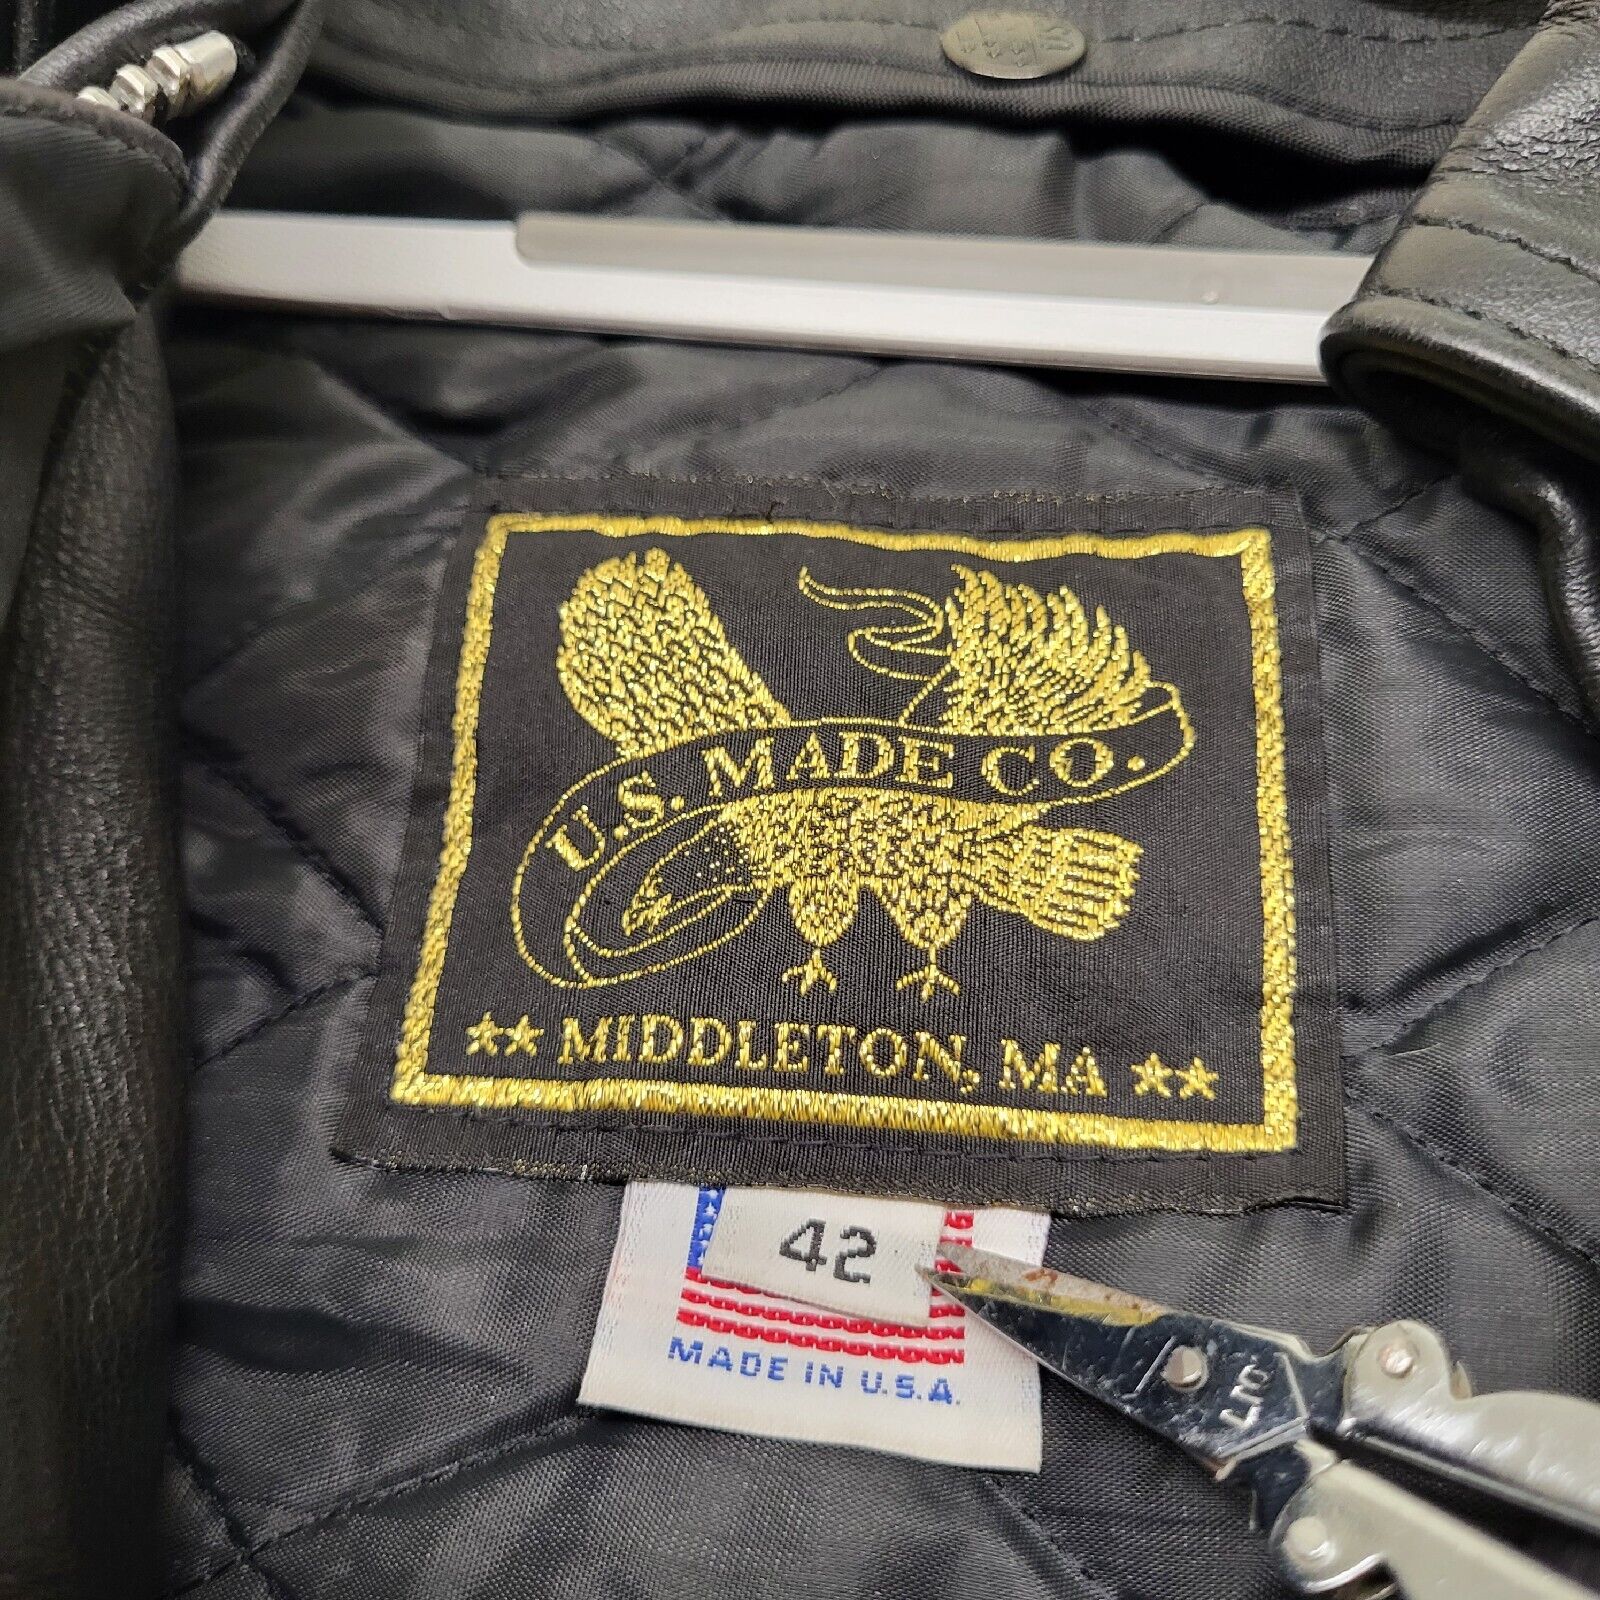 U.S. MADE CO.
MIDDLETON, MA
42
MADE IN U.S.A.